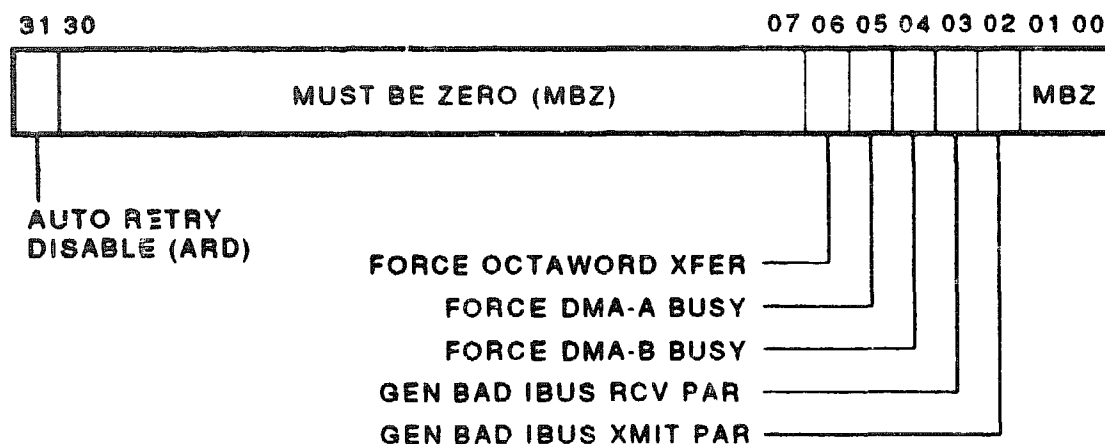 31 30 07 06 05 04 03 02 01 00
MUST BE ZERO (MBZ) MBZ
AUTO RETRY
DISABLE (ARD)
FORCE OCTAWORD XFER
FORCE DMA-A BUSY
FORCE DMA-B BUSY
GEN BAD IBUS RCV PAR
GEN BAD IBUS XMIT PAR